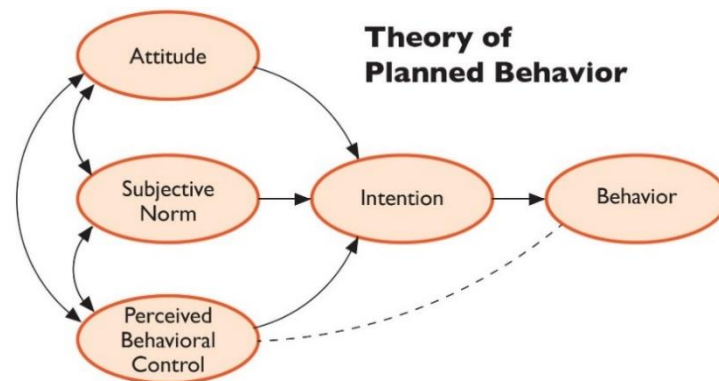 Theory of
Planned Behavior
Attitude
Subjective
Norm
Intention
Behavior
Perceived
Behavioral
Control